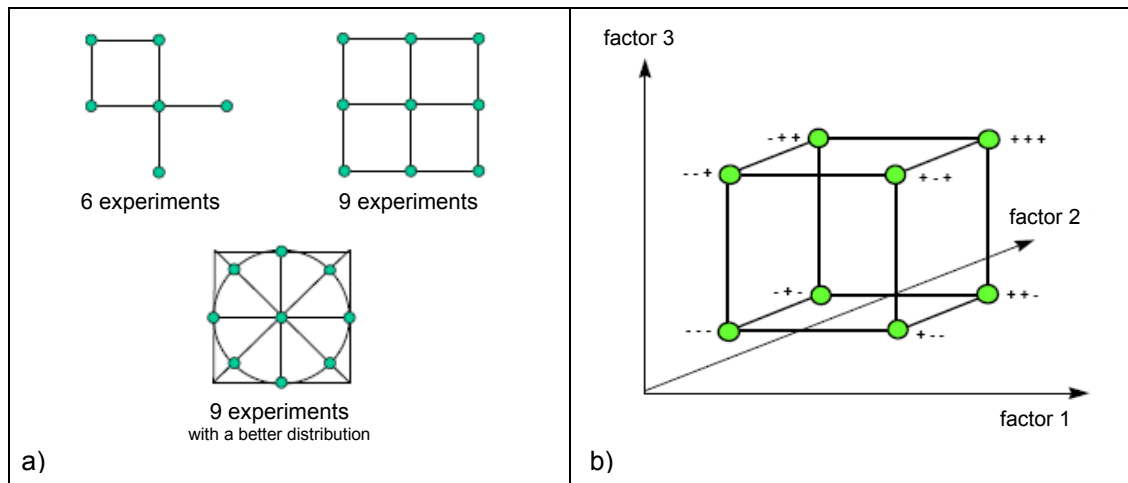 6 experiments
9 experiments
9 experiments
with a better distribution
a)
factor 3
- + +
+ + +
- - +
+ - +
factor 2
- + -
+ + -
- - -
+ - -
factor 1
b)